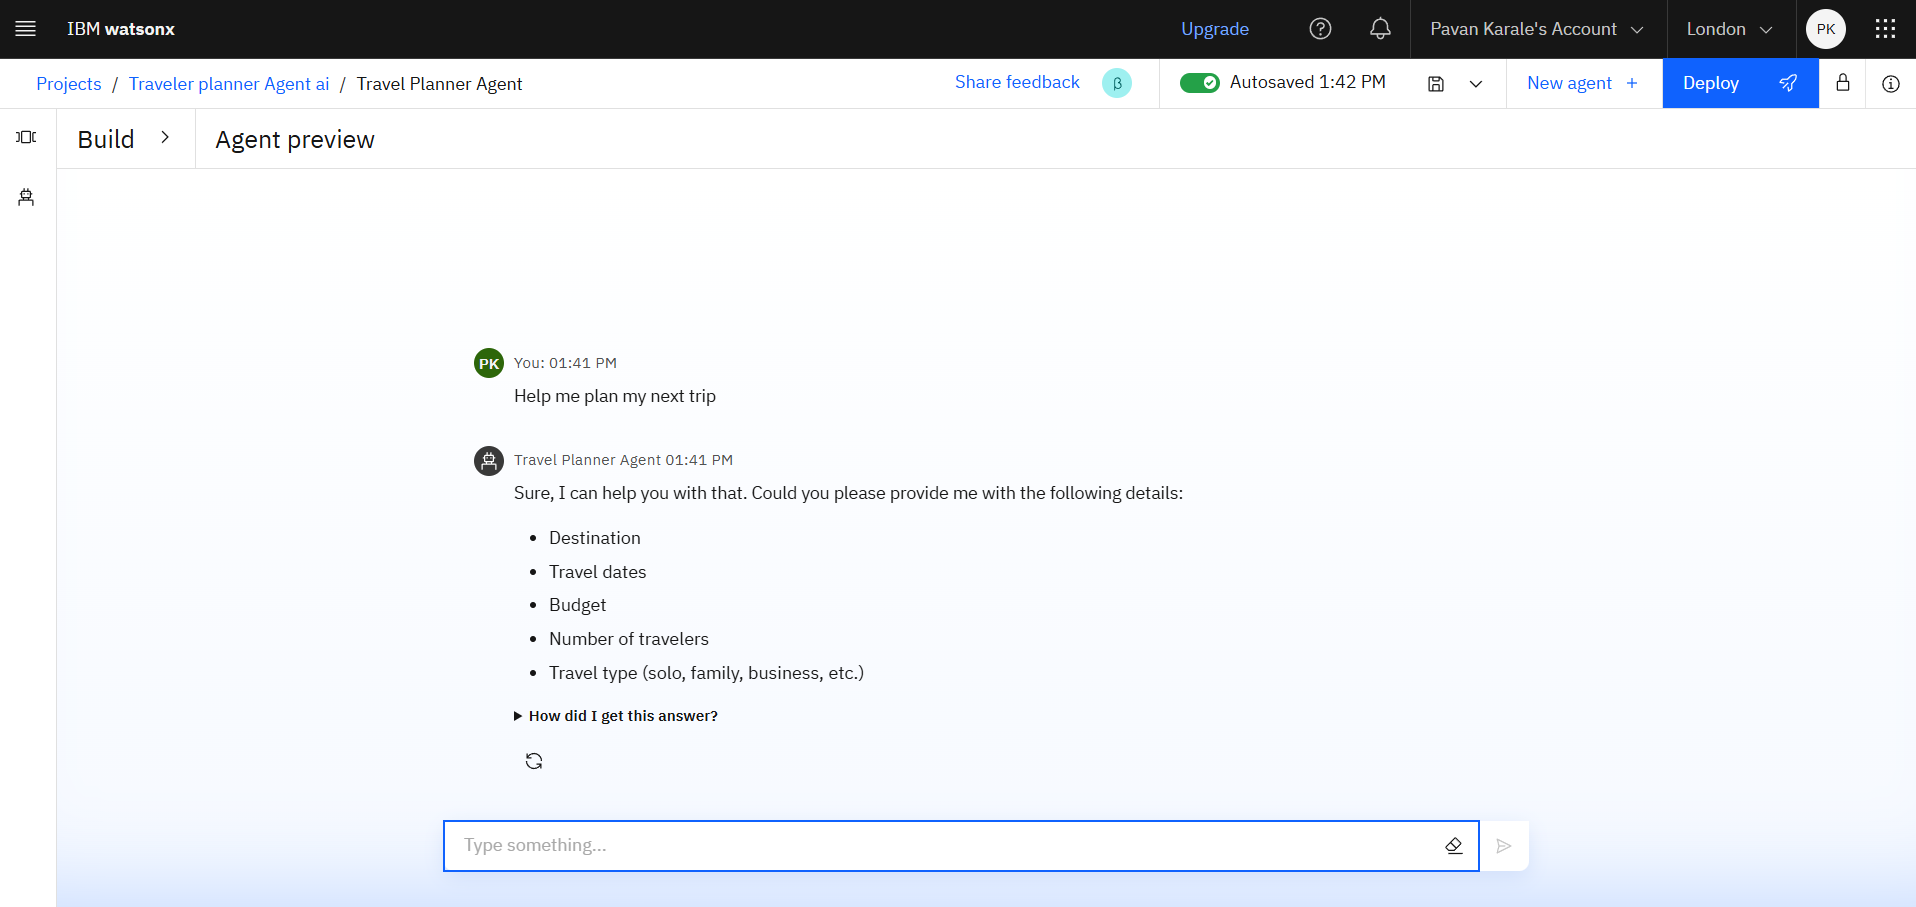 IBM watsonx
Upgrade
Pavan Karale's Account
London
PK
Projects / Traveler planner Agent ai / Travel Planner Agent
Share feedback
β
Autosaved 1:42 PM
New agent +
Deploy
Build
Agent preview
PK You: 01:41 PM
Help me plan my next trip
Travel Planner Agent 01:41 PM
Sure, I can help you with that. Could you please provide me with the following details:
• Destination
• Travel dates
• Budget
• Number of travelers
• Travel type (solo, family, business, etc.)
How did I get this answer?
Type something...